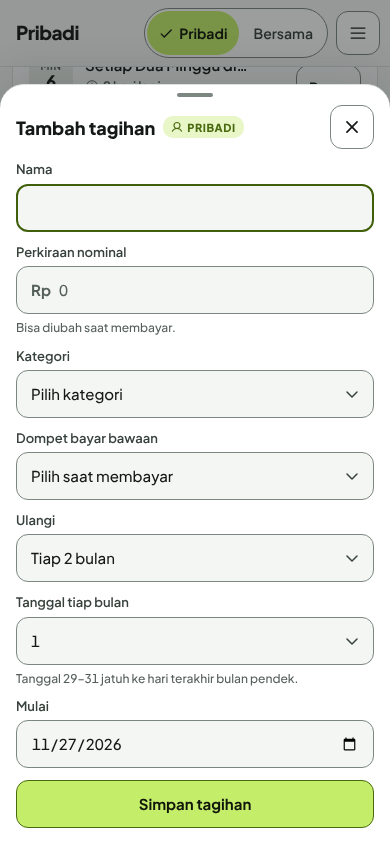 Pribadi
Pribadi
Bersama
6
Tambah tagihan
PRIBADI
Nama
Perkiraan nominal
Rp 0
Bisa diubah saat membayar.
Kategori
Pilih kategori
Dompet bayar bawaan
Pilih saat membayar
Ulangi
Tiap 2 bulan
Tanggal tiap bulan
1
Tanggal 29–31 jatuh ke hari terakhir bulan pendek.
Mulai
11/27/2026
Simpan tagihan